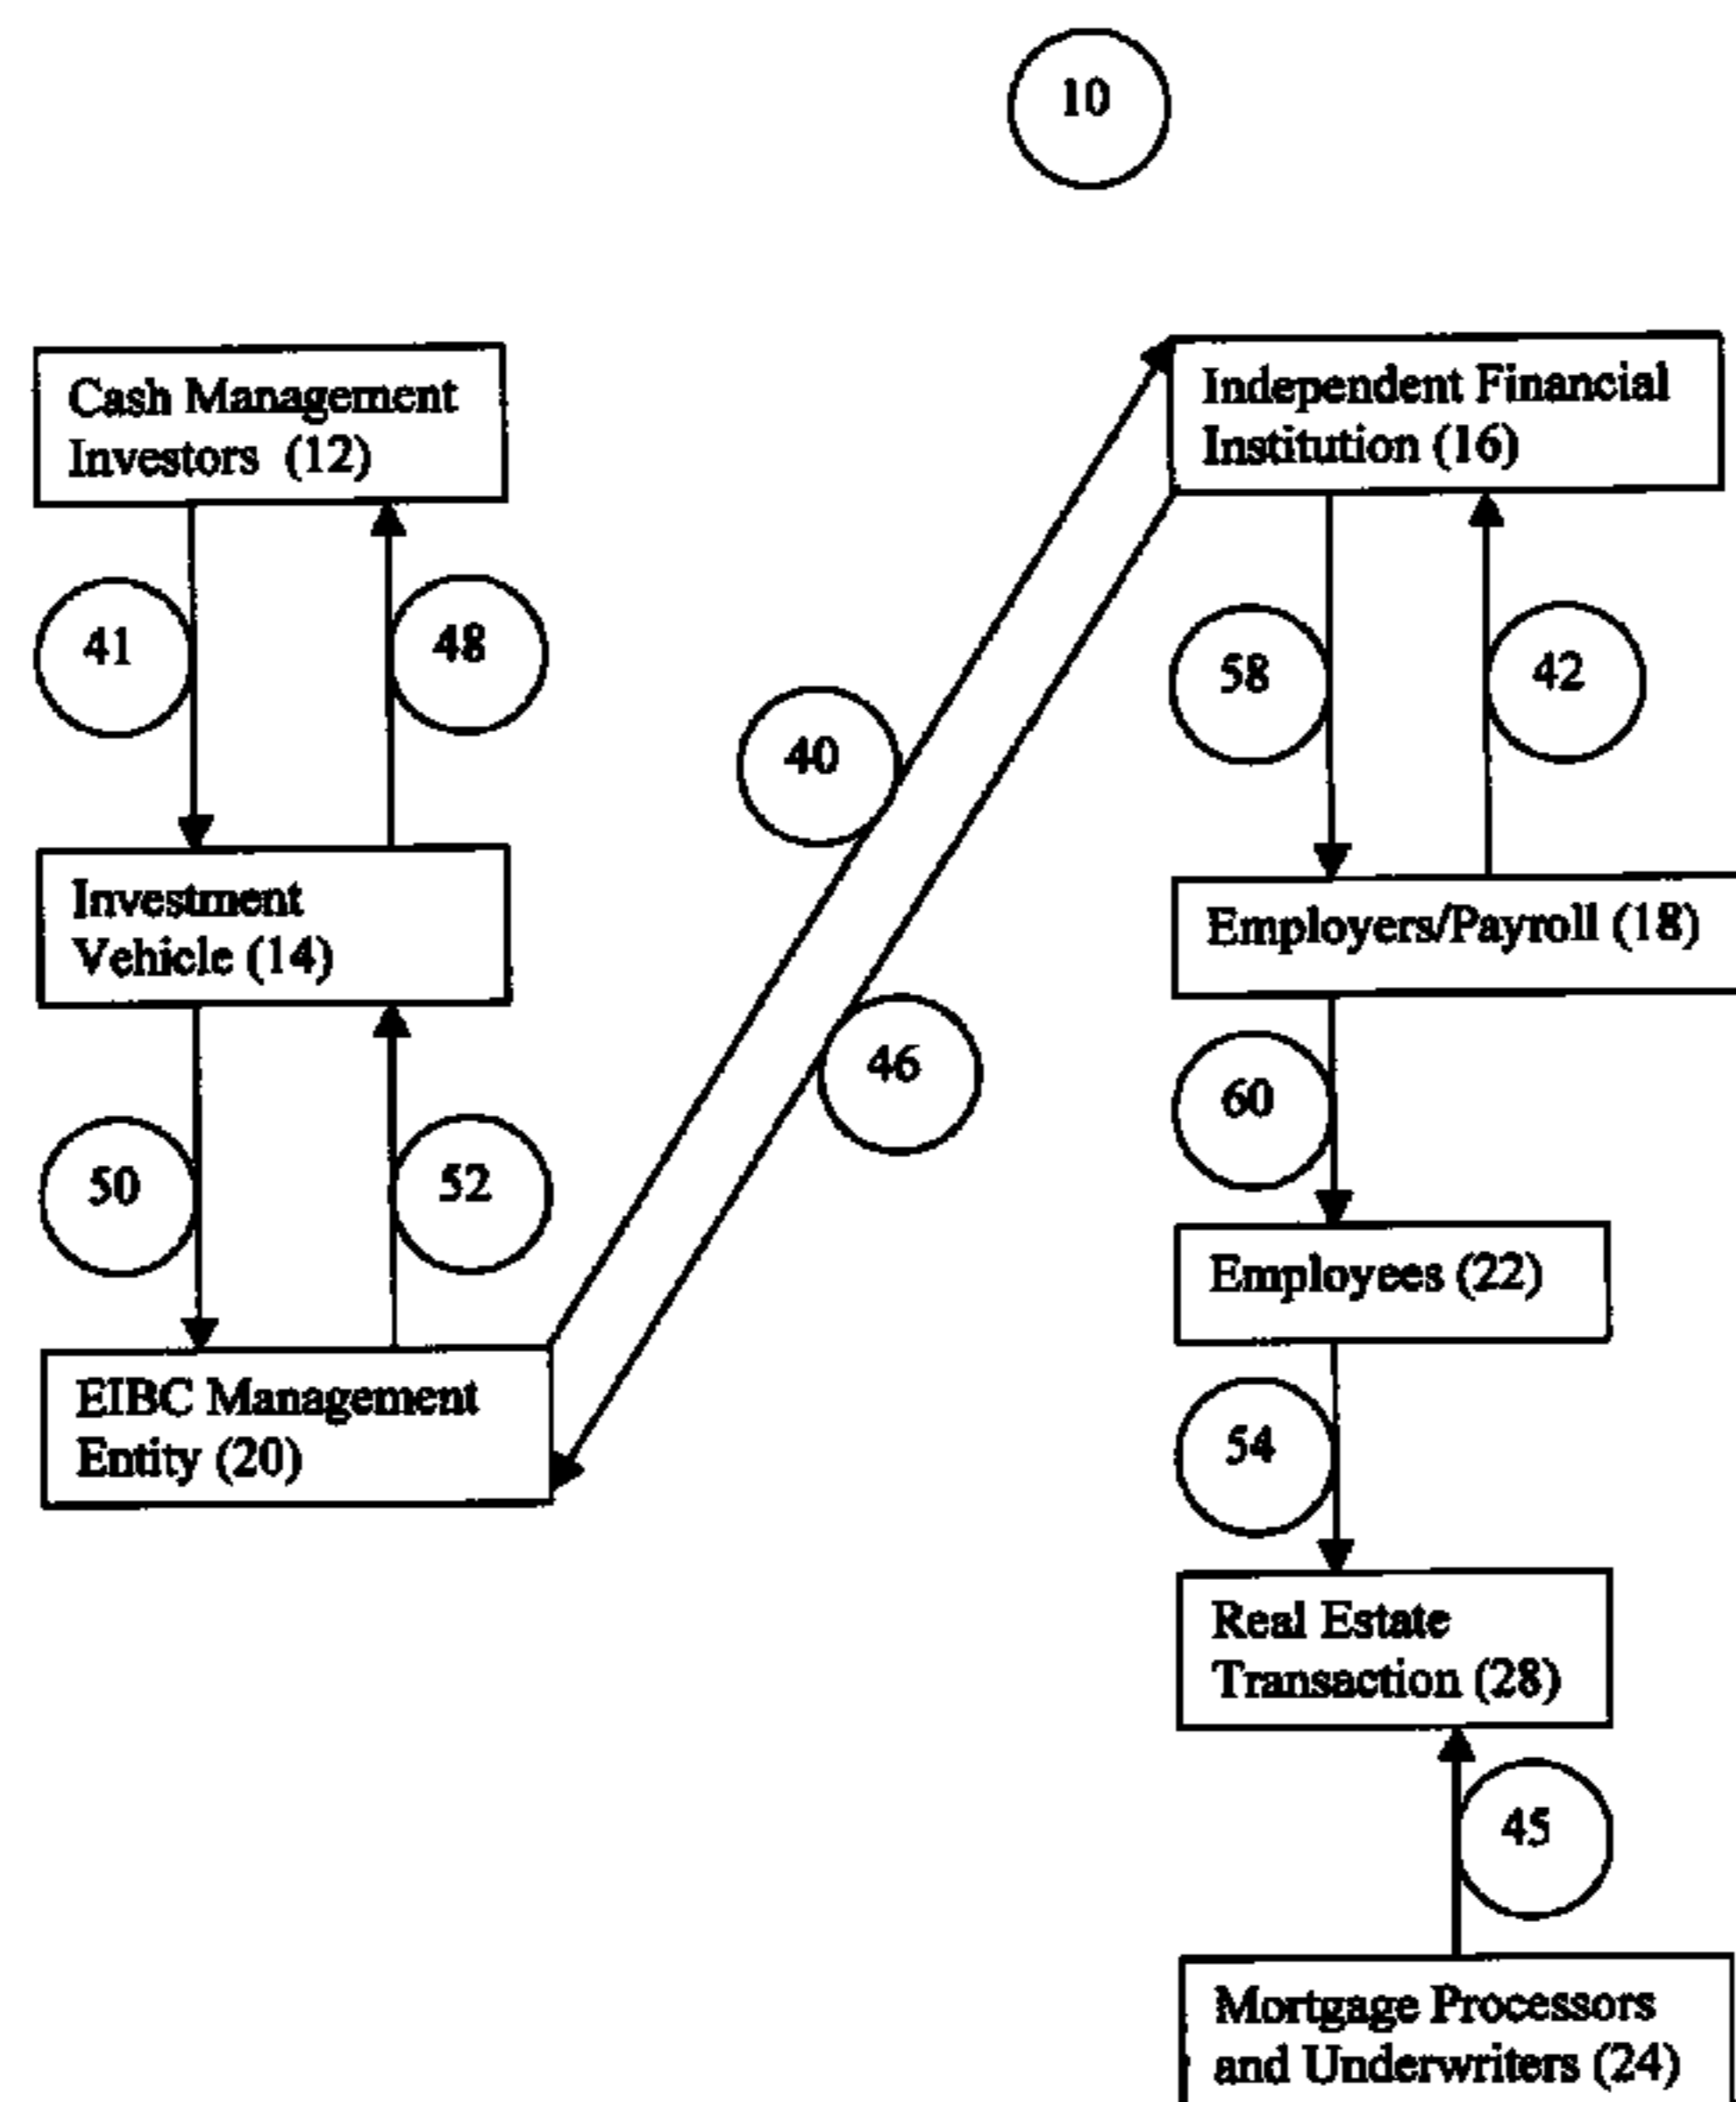 10
Cash Management
Investors (12)
Independent Financial
Institution (16)
41
48
58
42
40
Investment
Vehicle (14)
Employers/Payroll (18)
46
60
50
52
Employees (22)
EIBC Management
Entity (20)
54
Real Estate
Transaction (28)
45
Mortgage Processors
and Underwriters (24)